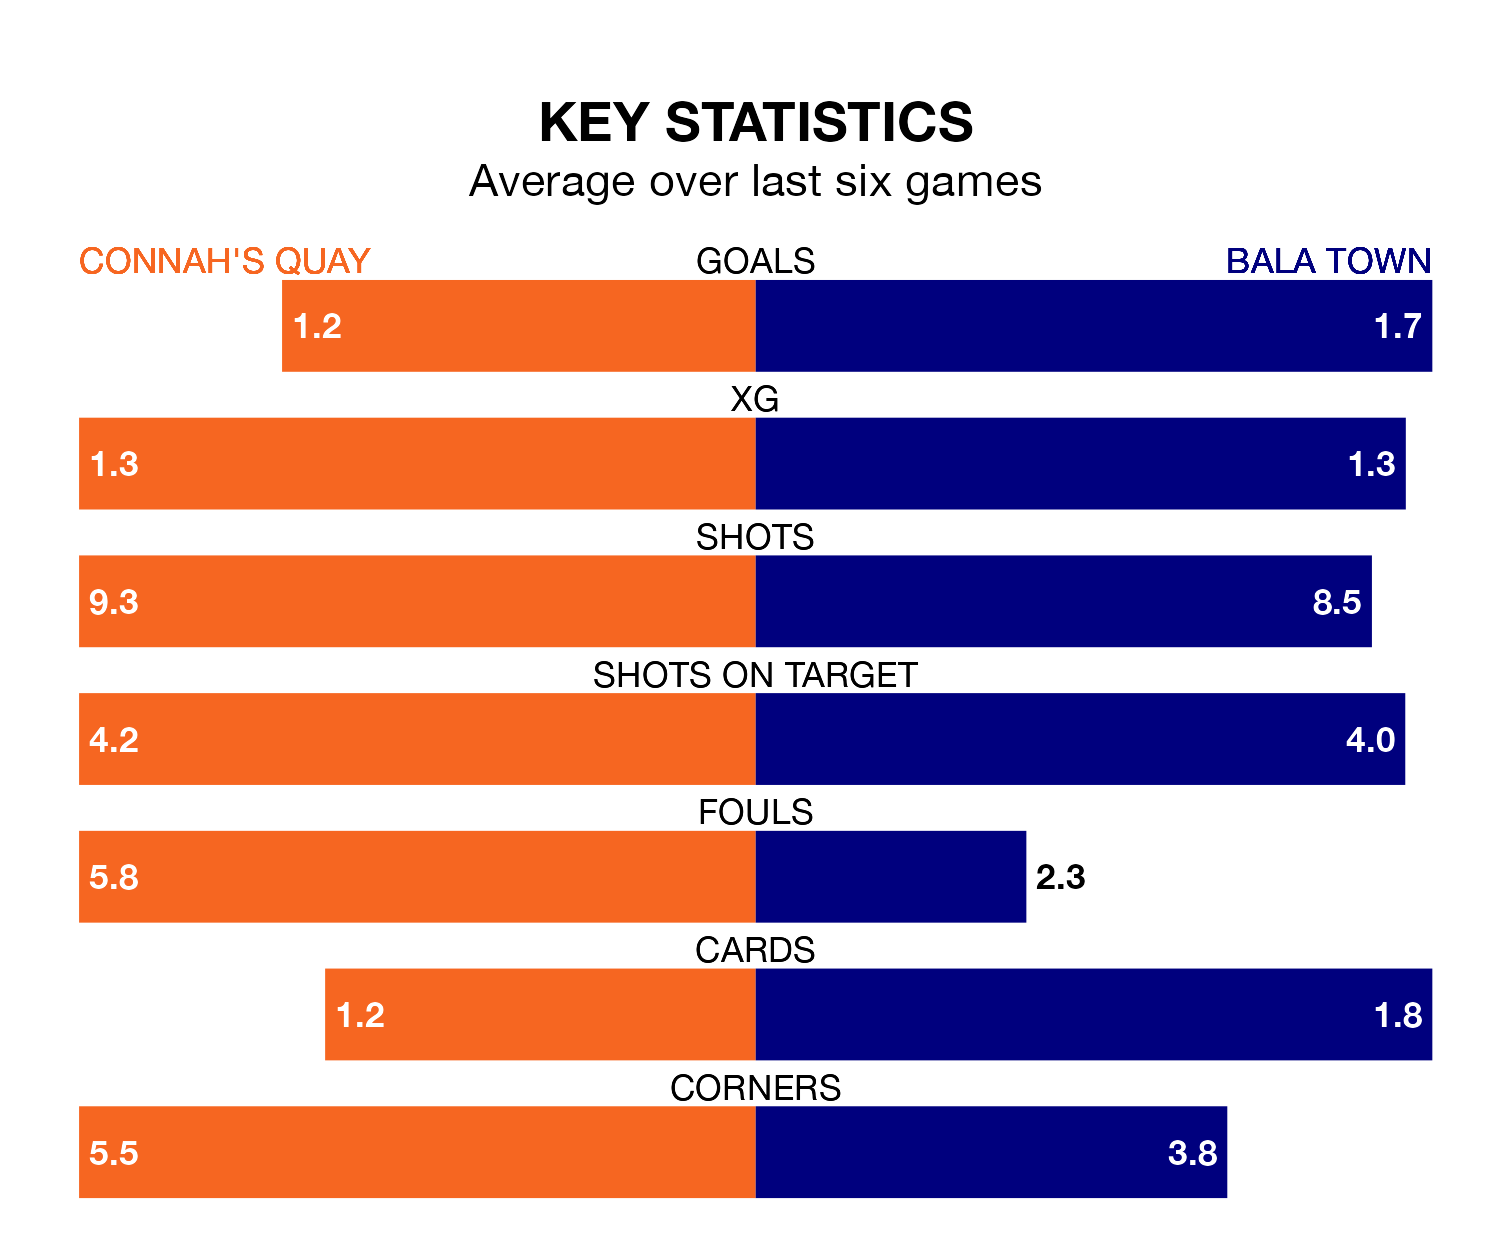 KEY STATISTICS
Average over last six games
CONNAH'S QUAY GOALS BALA TOWN
1.2 1.7
XG
1.3 1.3
SHOTS
9.3 8.5
SHOTS ON TARGET
4.2 4.0
FOULS
5.8 2.3
CARDS
1.2 1.8
CORNERS
5.5 3.8